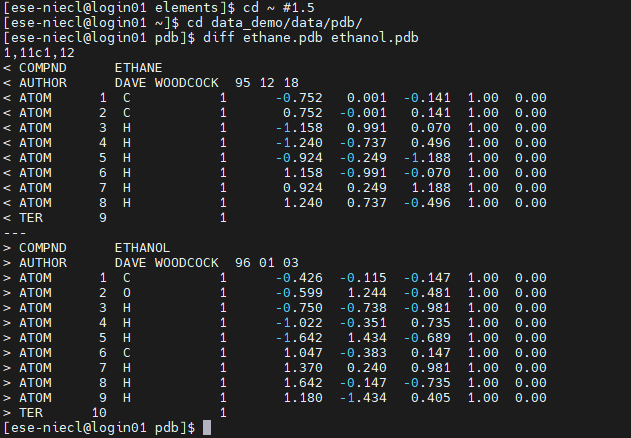 [ese-niecl@login01 elements]$ cd ~ #1.5
[ese-niecl@login01 ~]$ cd data_demo/data/pdb/
[ese-niecl@login01 pdb]$ diff ethane.pdb ethanol.pdb
1,11c1,12
< COMPND      ETHANE
< AUTHOR      DAVE WOODCOCK  95 12 18
< ATOM      1  C           1      -0.752   0.001  -0.141  1.00  0.00
< ATOM      2  C           1       0.752  -0.001   0.141  1.00  0.00
< ATOM      3  H           1      -1.158   0.991   0.070  1.00  0.00
< ATOM      4  H           1      -1.240  -0.737   0.496  1.00  0.00
< ATOM      5  H           1      -0.924  -0.249  -1.188  1.00  0.00
< ATOM      6  H           1       1.158  -0.991  -0.070  1.00  0.00
< ATOM      7  H           1       0.924   0.249   1.188  1.00  0.00
< ATOM      8  H           1       1.240   0.737  -0.496  1.00  0.00
< TER       9              1
---
> COMPND      ETHANOL
> AUTHOR      DAVE WOODCOCK  96 01 03
> ATOM      1  C           1      -0.426  -0.115  -0.147  1.00  0.00
> ATOM      2  O           1      -0.599   1.244  -0.481  1.00  0.00
> ATOM      3  H           1      -0.750  -0.738  -0.981  1.00  0.00
> ATOM      4  H           1      -1.022  -0.351   0.735  1.00  0.00
> ATOM      5  H           1      -1.642   1.434  -0.689  1.00  0.00
> ATOM      6  C           1       1.047  -0.383   0.147  1.00  0.00
> ATOM      7  H           1       1.370   0.240   0.981  1.00  0.00
> ATOM      8  H           1       1.642  -0.147  -0.735  1.00  0.00
> ATOM      9  H           1       1.180  -1.434   0.405  1.00  0.00
> TER      10              1
[ese-niecl@login01 pdb]$